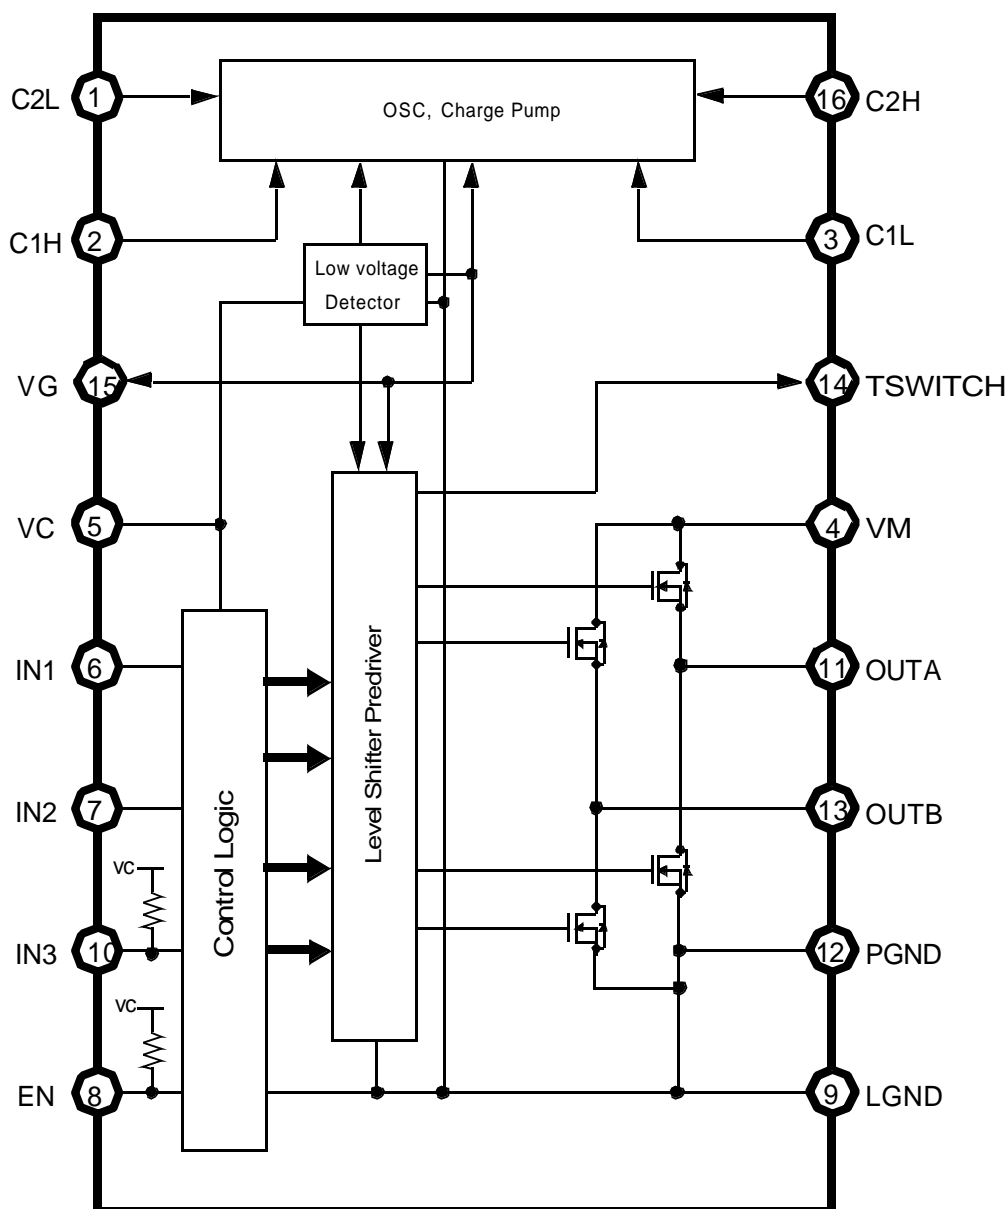 C2L 1 OSC, Charge Pump 16 C2H
C1H 2 3 C1L
Low voltage
Detector
VG 15 14 TSWITCH
VC 5 4 VM
IN1 6 11 OUTA
IN2 7 13 OUTB
Control Logic
Level Shifter Predriver
VC
IN3 10 12 PGND
VC
EN 8 9 LGND